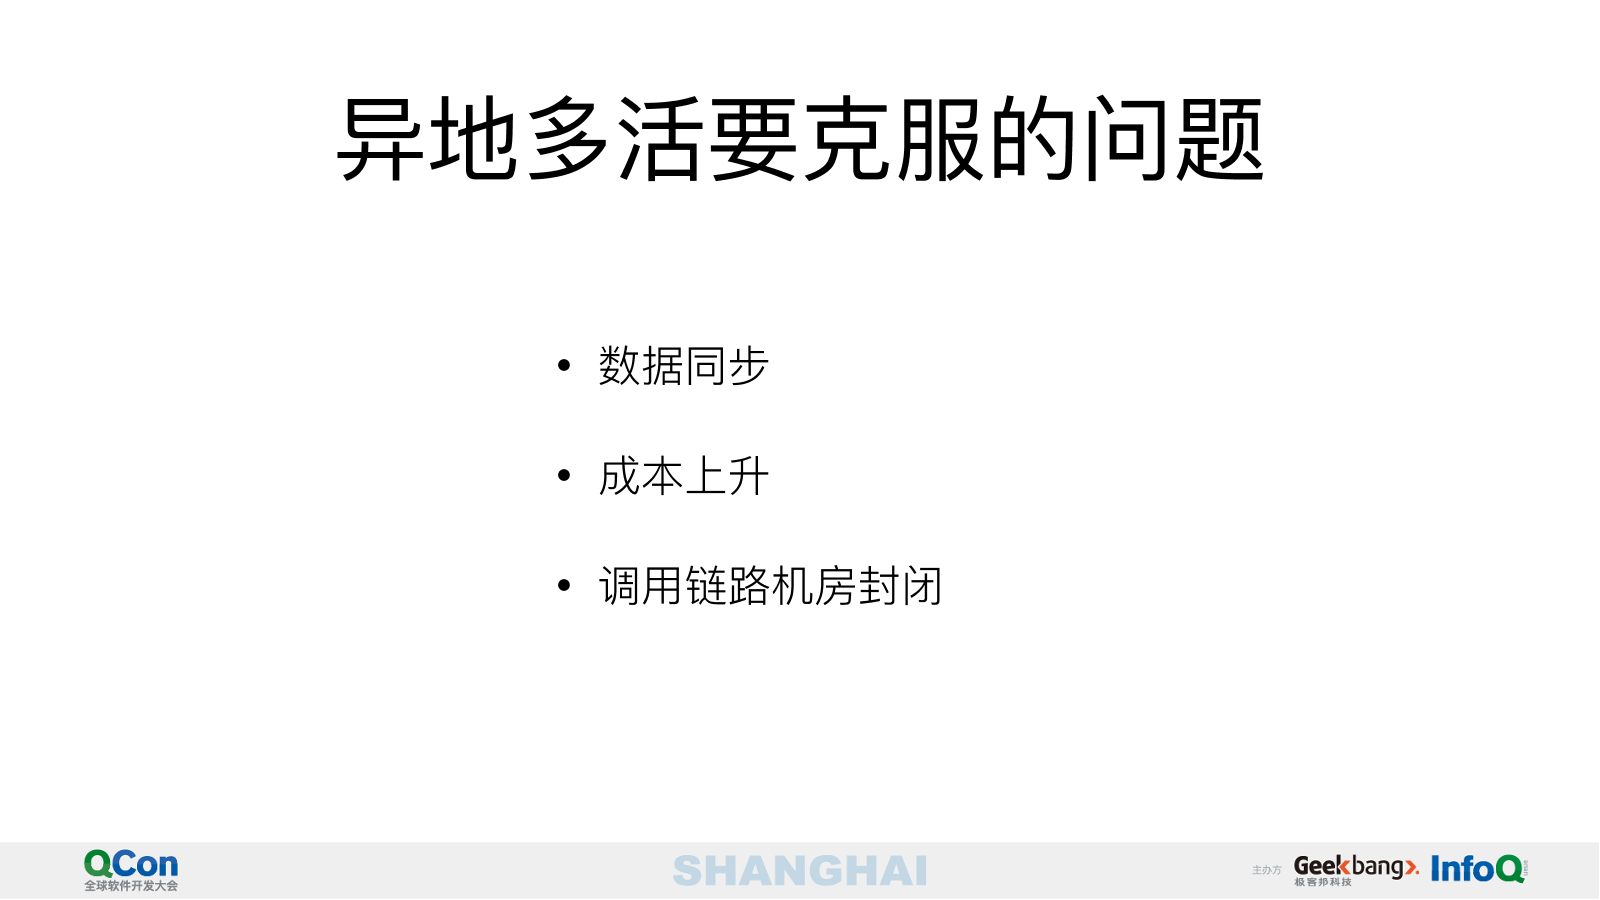 异地多活要克服的问题
• 数据同步
• 成本上升
• 调用链路机房封闭
QCon
全球软件开发大会
SHANGHAI
主办方
Geekbang
极客邦科技
InfoQ